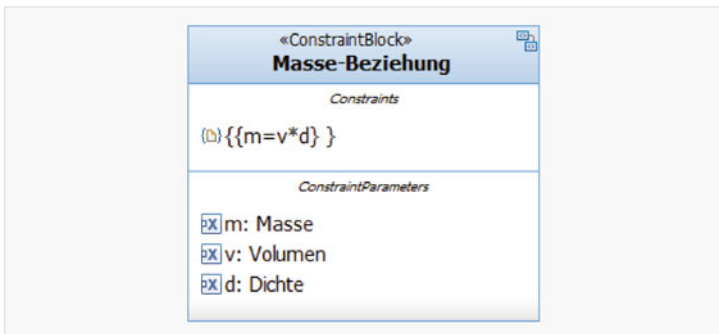 «ConstraintBlock»
Masse-Beziehung
Constraints
{{m=v*d} }
ConstraintParameters
m: Masse
v: Volumen
d: Dichte